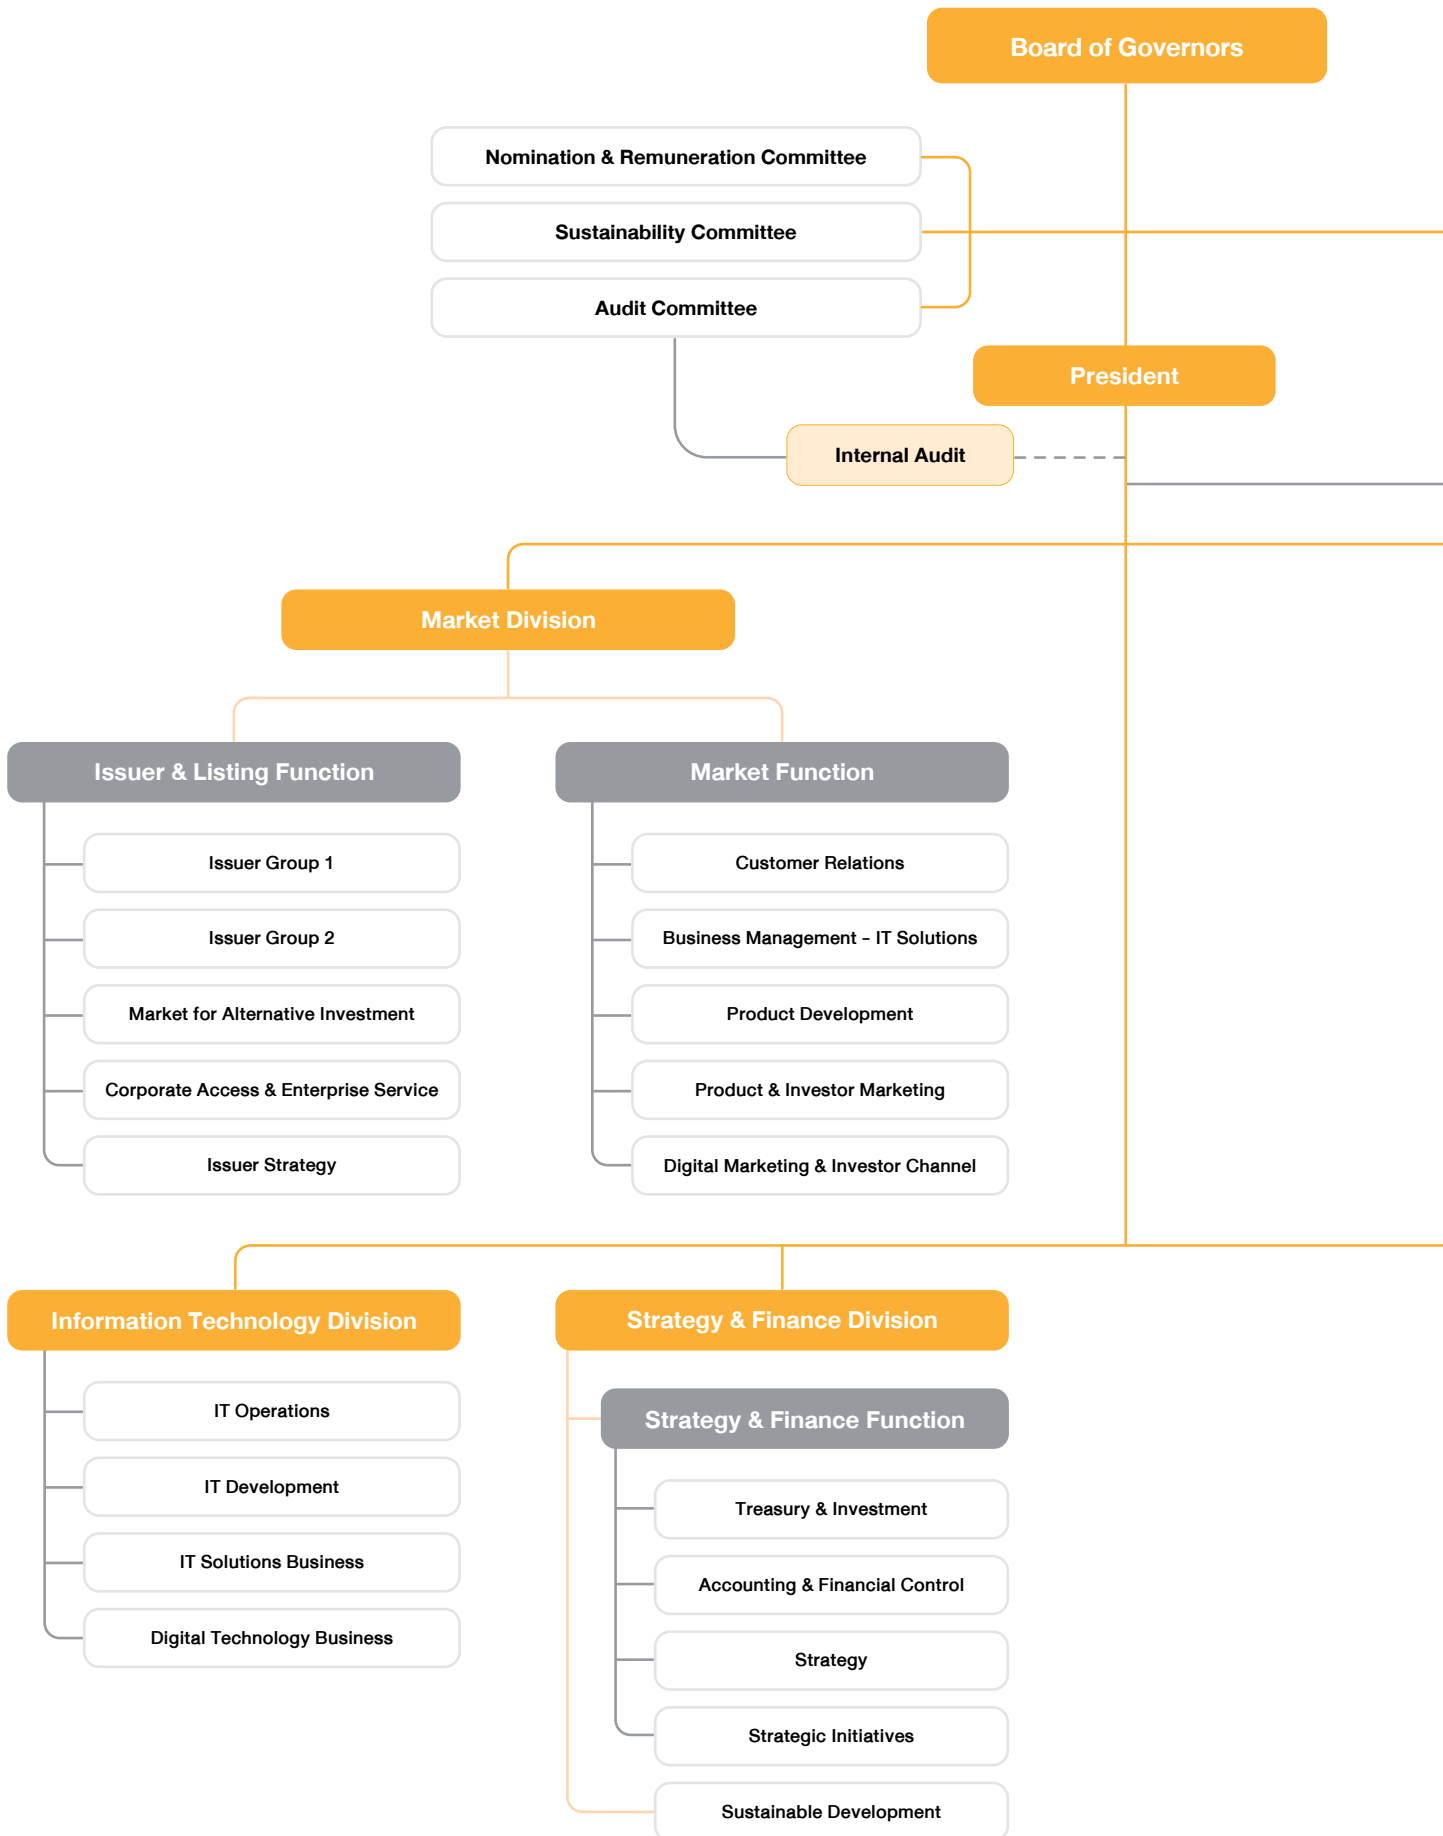 Board of Governors
Nomination & Remuneration Committee
Sustainability Committee
Audit Committee
President
Internal Audit
Market Division
Issuer & Listing Function
Issuer Group 1
Issuer Group 2
Market for Alternative Investment
Corporate Access & Enterprise Service
Issuer Strategy
Market Function
Customer Relations
Business Management – IT Solutions
Product Development
Product & Investor Marketing
Digital Marketing & Investor Channel
Information Technology Division
IT Operations
IT Development
IT Solutions Business
Digital Technology Business
Strategy & Finance Division
Strategy & Finance Function
Treasury & Investment
Accounting & Financial Control
Strategy
Strategic Initiatives
Sustainable Development